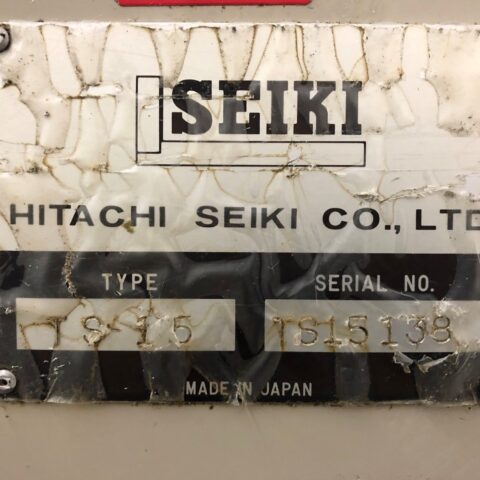 SEIKI
HITACHI SEIKI CO., LTD
TYPE SERIAL NO.
TS15 TS15138
MADE IN JAPAN